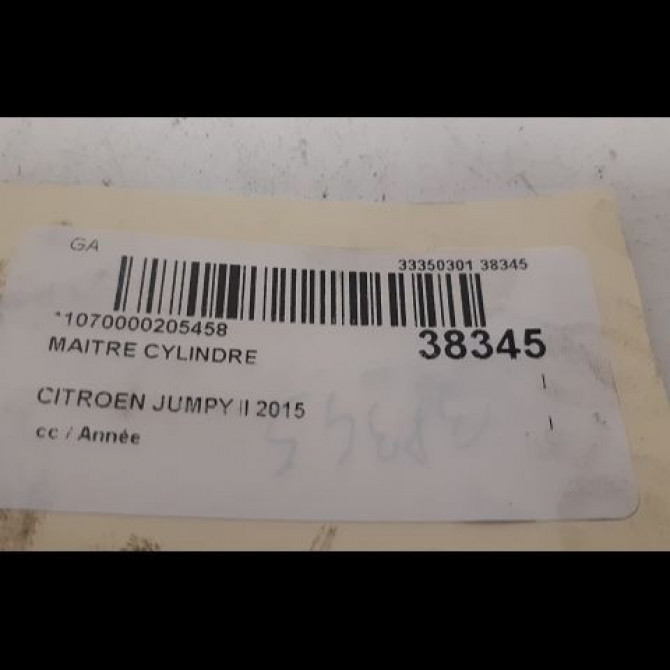 GA
33350301 38345
*1070000205458
38345
MAITRE CYLINDRE
CITROEN JUMPY II 2015
cc / Année